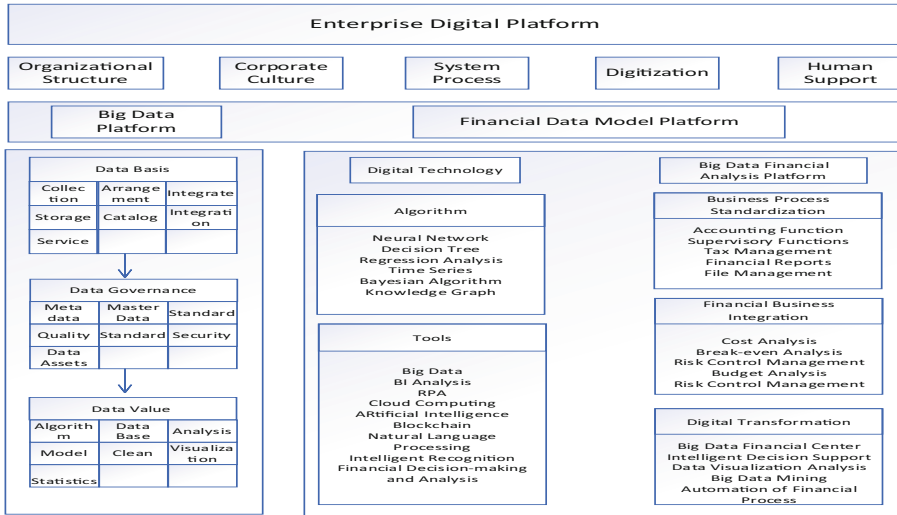 Enterprise Digital Platform
Organizational
Structure
Corporate
Culture
System
Process
Digitization
Human
Support
Big Data
Platform
Financial Data Model Platform
Data Basis
Collec
tion
Arrange
ment
Integrate
Storage
Catalog
Integrati
on
Service
Data Governance
Meta
data
Master
Data
Standard
Quality
Standard
Security
Data
Assets
Data Value
Algorith
m
Data
Base
Analysis
Model
Clean
Visualiza
tion
Statistics
Digital Technology
Algorithm
Neural Network
Decision Tree
Regression Analysis
Time Series
Bayesian Algorithm
Knowledge Graph
Tools
Big Data
BI Analysis
RPA
Cloud Computing
ARtificial Intelligence
Blockchain
Natural Language
Processing
Intelligent Recognition
Financial Decision-making
and Analysis
Big Data Financial
Analysis Platform
Business Process
Standardization
Accounting Function
Supervisory Functions
Tax Management
Financial Reports
File Management
Financial Business
Integration
Cost Analysis
Break-even Analysis
Risk Control Management
Budget Analysis
Risk Control Management
Digital Transformation
Big Data Financial Center
Intelligent Decision Support
Data Visualization Analysis
Big Data Mining
Automation of Financial
Process